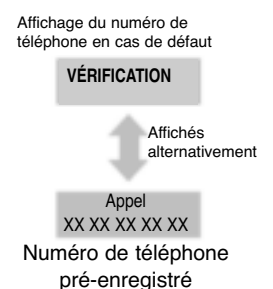 Affichage du numéro de
téléphone en cas de défaut
VÉRIFICATION
Affichés
alternativement
Appel
XX XX XX XX XX
Numéro de téléphone
pré-enregistré